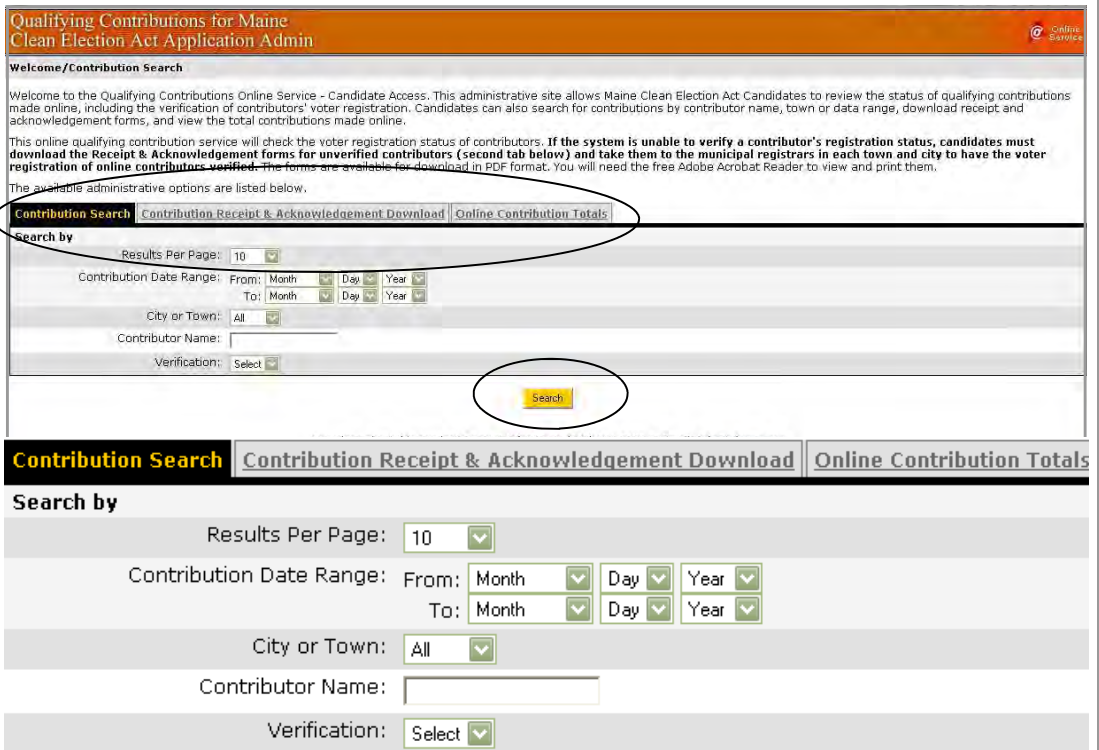 Qualifying Contributions for Maine
Clean Election Act Application Admin
@ Online
Service
Welcome/Contribution Search
Welcome to the Qualifying Contributions Online Service - Candidate Access. This administrative site allows Maine Clean Election Act Candidates to review the status of qualifying contributions
made online, including the verification of contributors' voter registration. Candidates can also search for contributions by contributor name, town or data range, download receipt and
acknowledgement forms, and view the total contributions made online.
This online qualifying contribution service will check the voter registration status of contributors. If the system is unable to verify a contributor's registration status, candidates must
download the Receipt & Acknowledgement forms for unverified contributors (second tab below) and take them to the municipal registrars in each town and city to have the voter
registration of online contributors verified. The forms are available for download in PDF format. You will need the free Adobe Acrobat Reader to view and print them.
The available administrative options are listed below.
Contribution Search Contribution Receipt & Acknowledgement Download Online Contribution Totals
Search by
Results Per Page: 10
Contribution Date Range: From: Month Day Year
To: Month Day Year
City or Town: All
Contributor Name:
Verification: Select
Search
Contribution Search Contribution Receipt & Acknowledgement Download Online Contribution Totals
Search by
Results Per Page: 10
Contribution Date Range: From: Month Day Year
To: Month Day Year
City or Town: All
Contributor Name:
Verification: Select